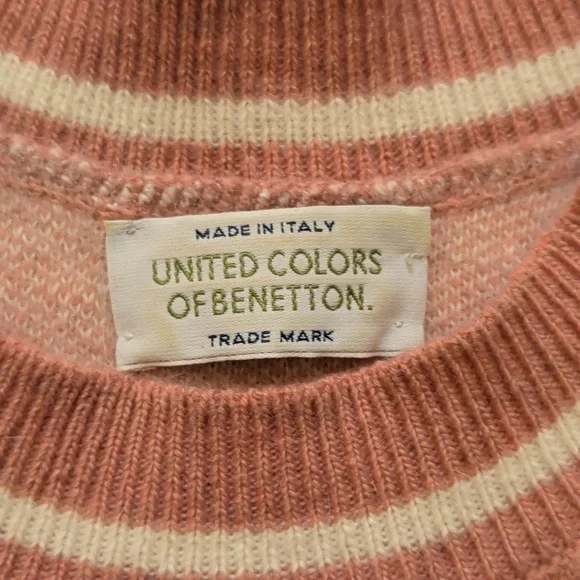 MADE IN ITALY
UNITED COLORS
OF BENETTON.
TRADE MARK